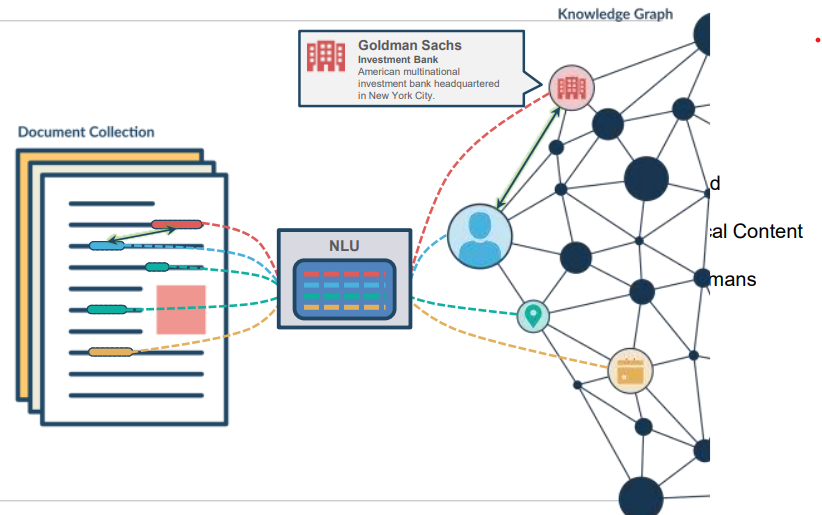 Knowledge Graph
Goldman Sachs
Investment Bank
American multinational
investment bank headquartered
in New York City.
Document Collection
NLU
d
cal Content
mans